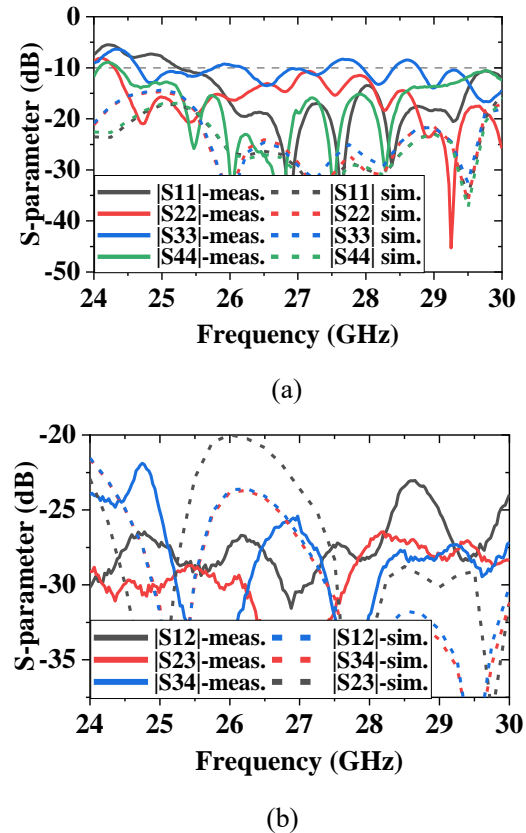 0
-10
-20
-30
-40
-50
S-parameter (dB)
|S11|-meas.
|S22|-meas.
|S33|-meas.
|S44|-meas.
|S11| sim.
|S22 sim.
|S33| sim.
|S44| sim.
24 25 26 27 28 29 30
Frequency (GHz)
(a)
-20
-25
-30
-35
S-parameter (dB)
|S12|-meas.
|S23|-meas.
|S34|-meas.
|S12|-sim.
|S34|-sim.
|S23|-sim.
24 25 26 27 28 29 30
Frequency (GHz)
(b)